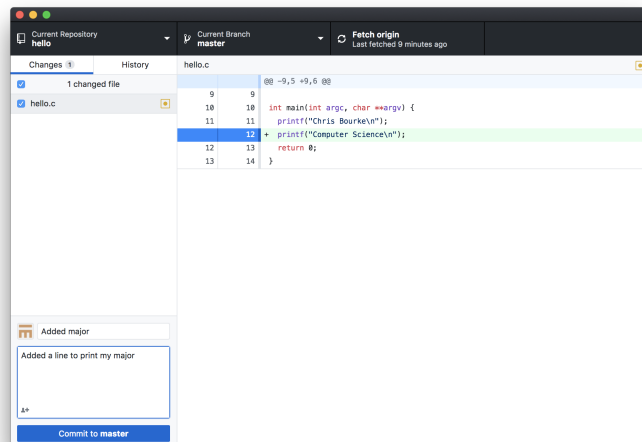 Current Repository
hello
Current Branch
master
Fetch origin
Last fetched 9 minutes ago
Changes 1
History
hello.c
1 changed file
hello.c
@@ -9,5 +9,6 @@
9 9
10 10 int main(int argc, char **argv) {
11 11 printf("Chris Bourke\n");
12 + printf("Computer Science\n");
12 13 return 0;
13 14 }
Added major
Added a line to print my major
Commit to master